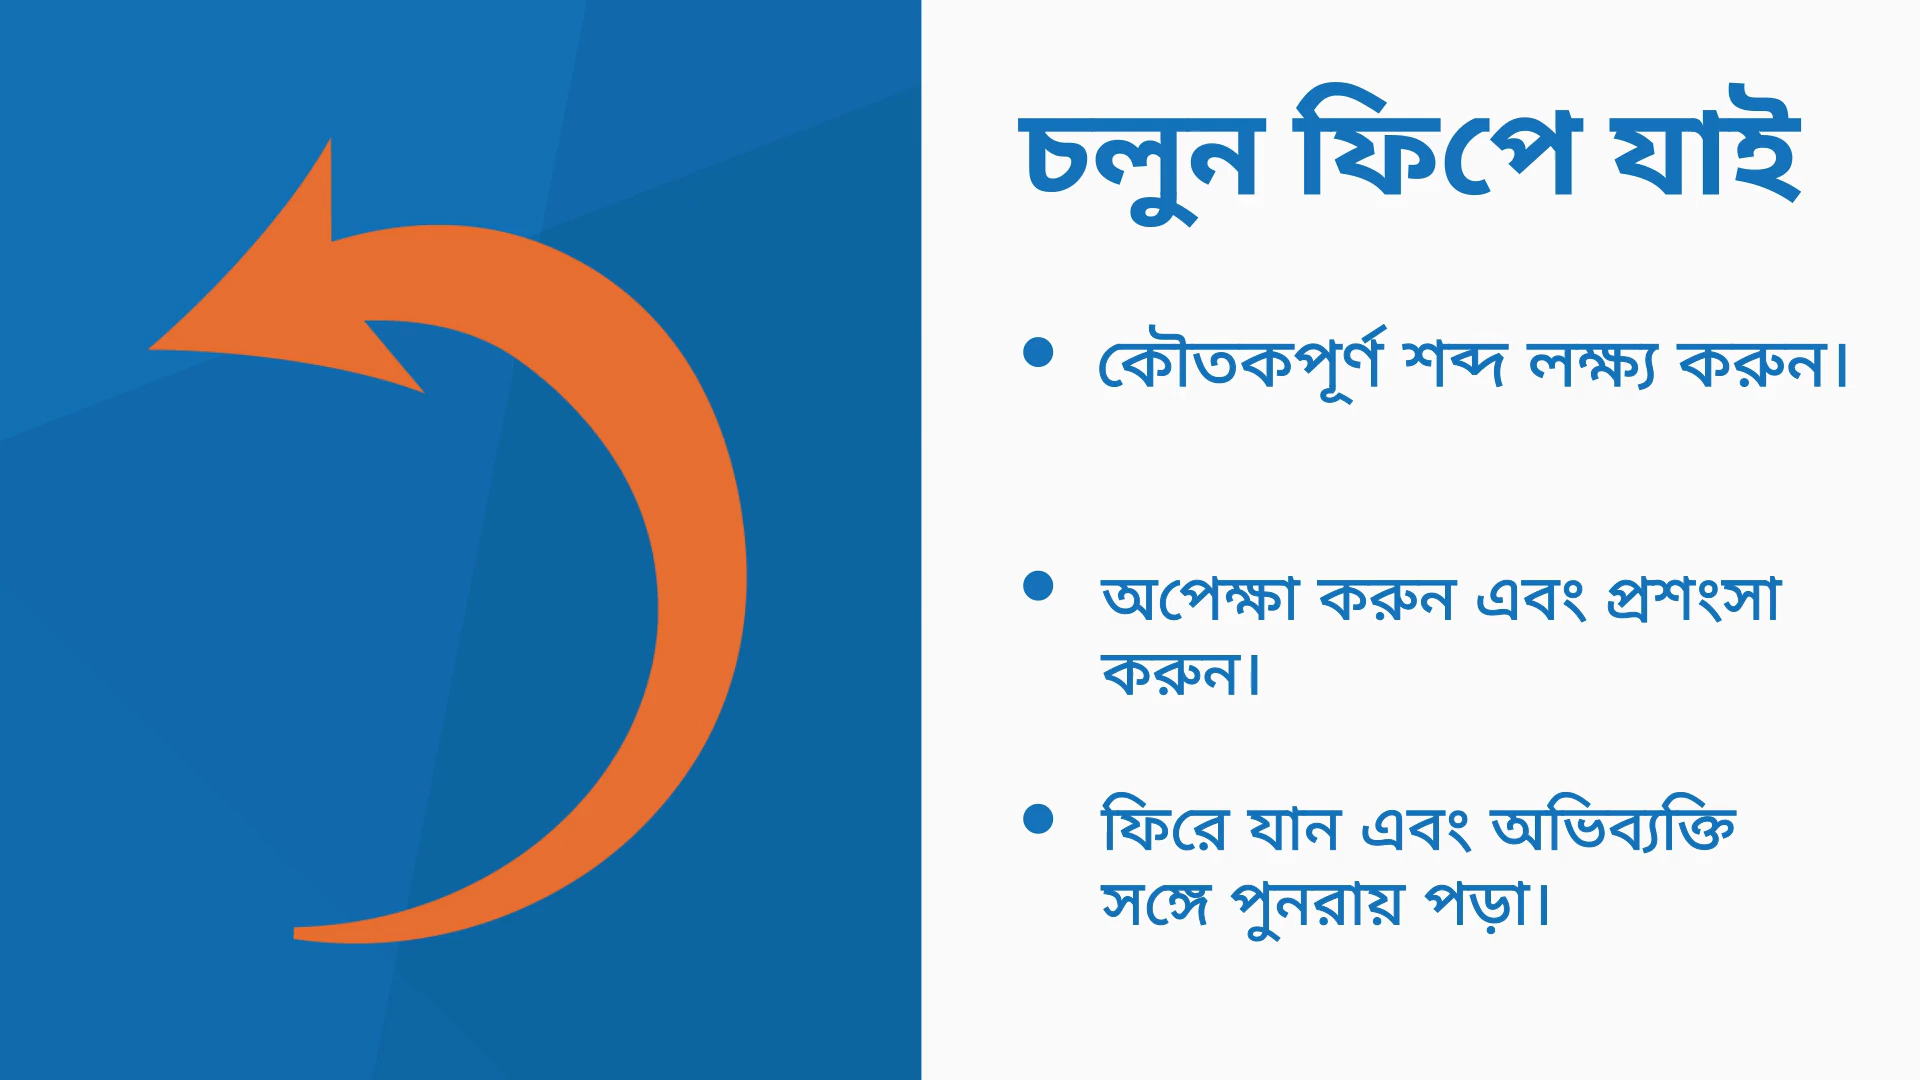 চলুন ফিপে যাই
• কৌতকপূর্ণ শব্দ লক্ষ্য করুন।
• অপেক্ষা করুন এবং প্রশংসা
করুন।
• ফিরে যান এবং অভিব্যক্তি
সঙ্গে পুনরায় পড়া।